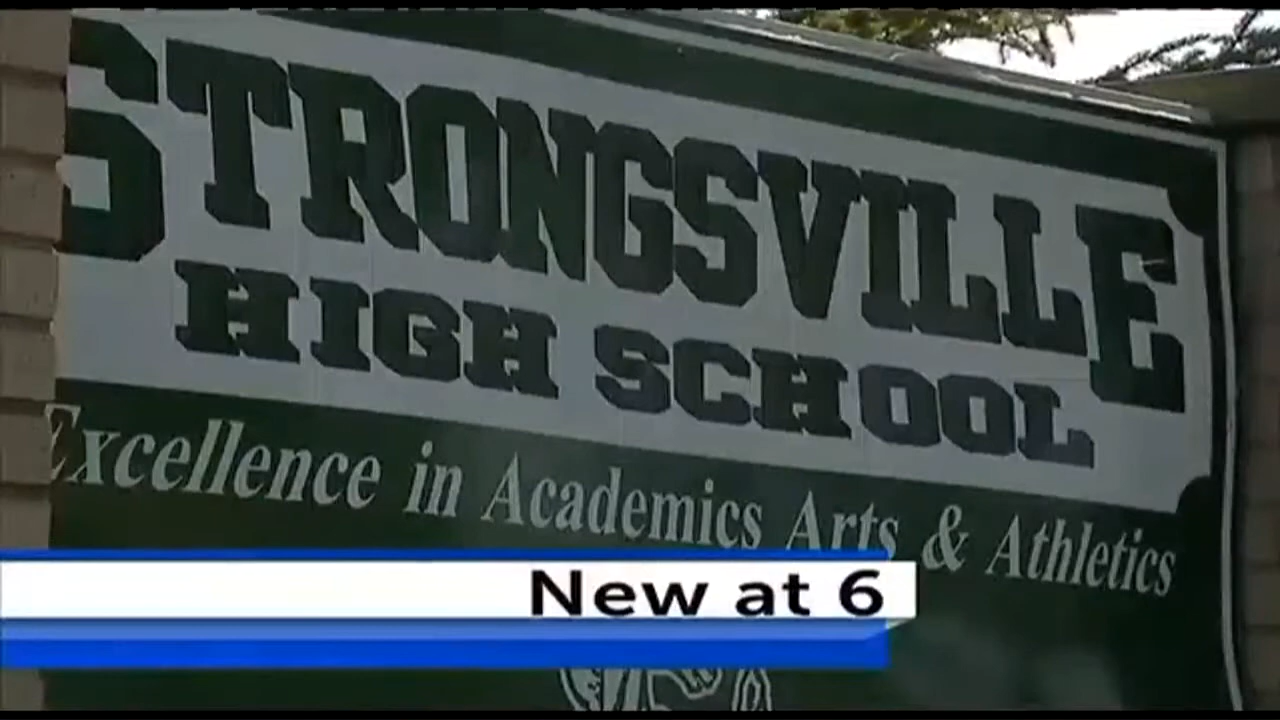 STRONGSVILLE
HIGH SCHOOL
Excellence in Academics Arts & Athletics
New at 6